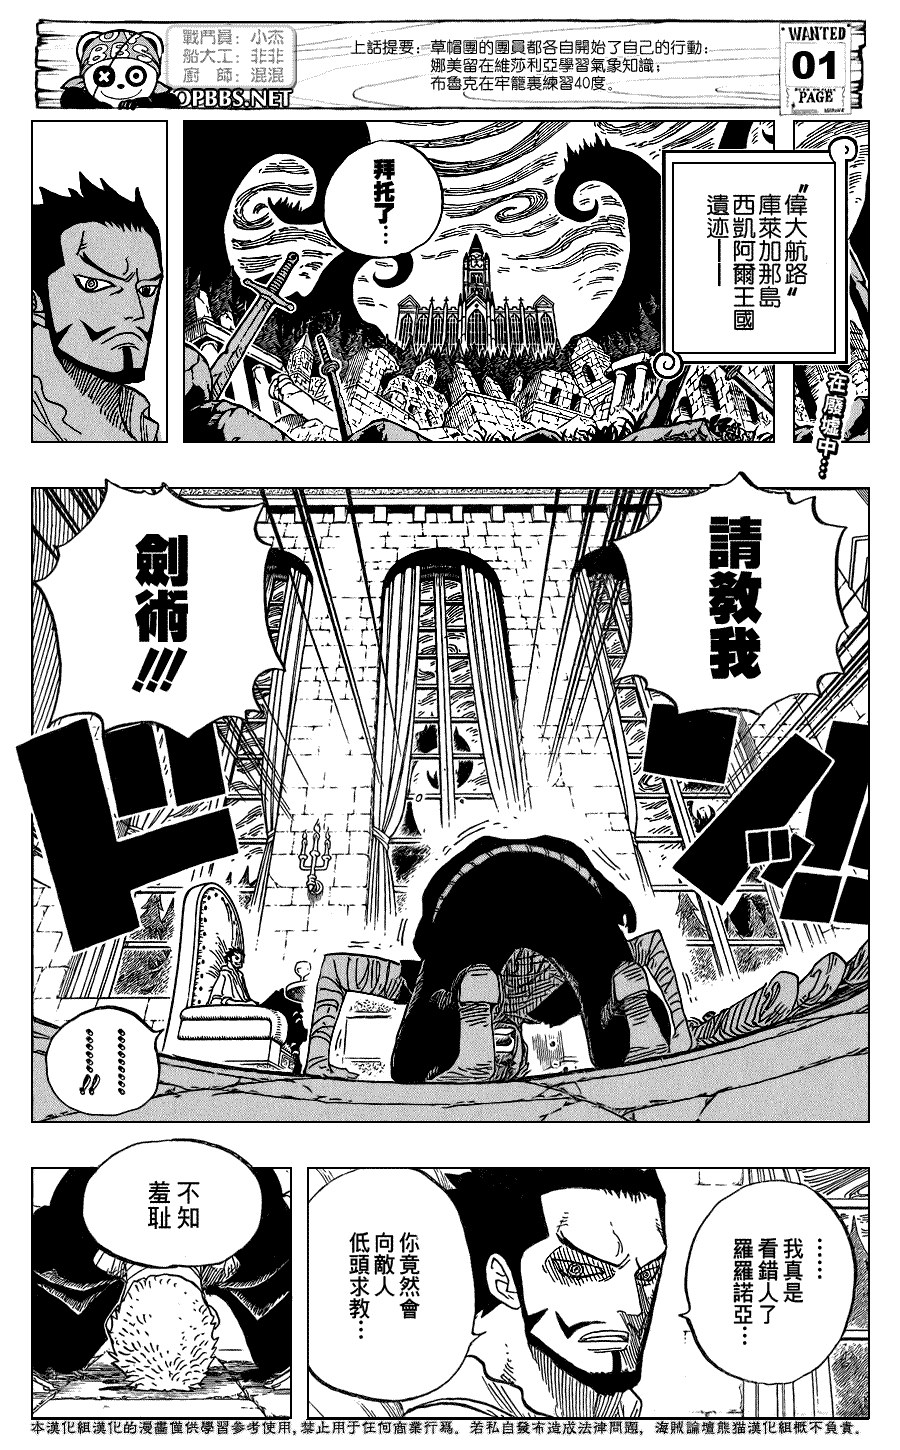 戰鬥員：小杰
船大工：非非
廚　師：混混
OPBBS.NET
上話提要：草帽團的團員都各自開始了自己的行動：
娜美留在維莎利亞學習氣象知識；
布魯克在牢籠裏練習40度。
WANTED
01
PAGE
"偉大航路"
庫萊加那島
西凱阿爾王國
遺迹——
在廢墟中…
拜托了…
請教我
劍術!!!
ドンッ!!
………
………!!
……
我真是
看錯人了
羅羅諾亞…
你竟然會
向敵人
低頭求教…
不知
羞恥
本漢化組漢化的漫畫僅供學習參考使用,禁止用于任何商業行爲。若私自發布造成法律問題，海賊論壇熊猫漢化組概不負責。